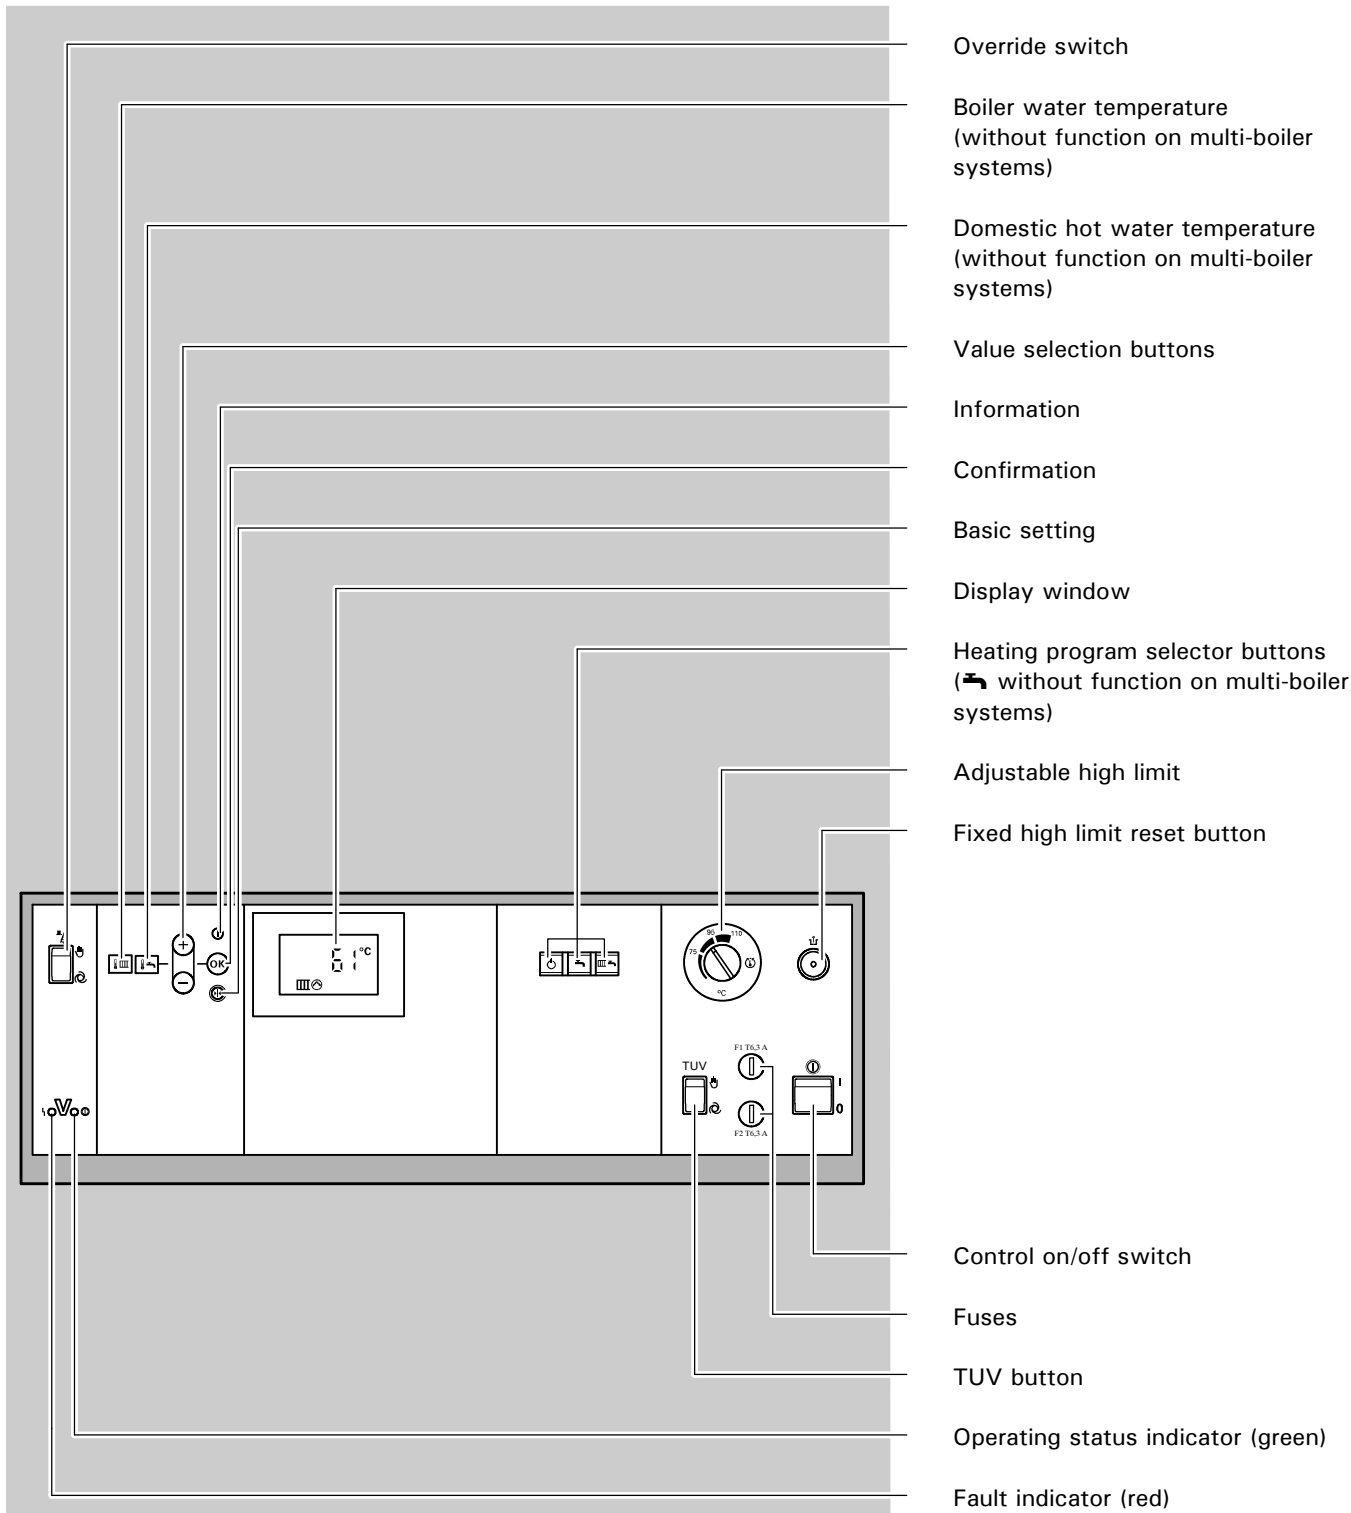 Override switch
Boiler water temperature
(without function on multi-boiler
systems)
Domestic hot water temperature
(without function on multi-boiler
systems)
Value selection buttons
Information
Confirmation
Basic setting
Display window
Heating program selector buttons
( without function on multi-boiler
systems)
Adjustable high limit
Fixed high limit reset button
+
OK
−
61 °C
75 95 110
°C
F1 T6,3 A
TUV
F2 T6,3 A
I
0
V
Control on/off switch
Fuses
TUV button
Operating status indicator (green)
Fault indicator (red)